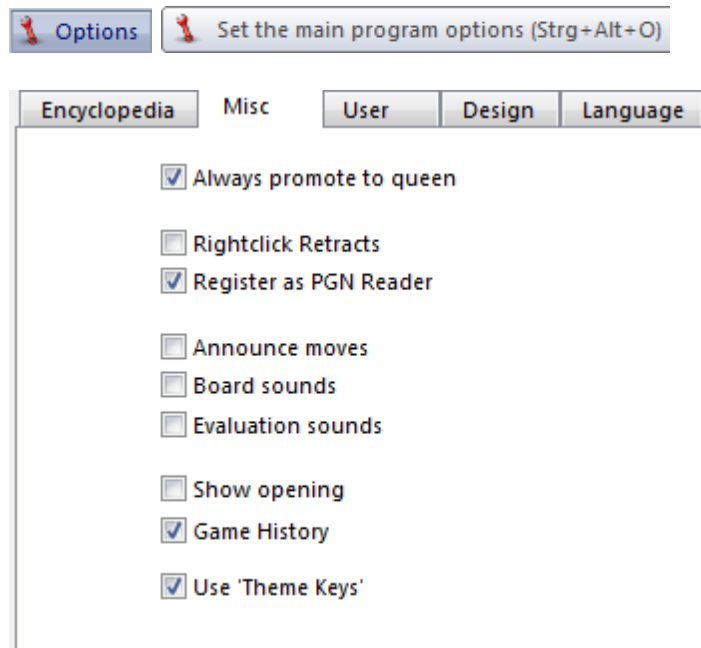 Options Set the main program options (Strg+Alt+O)
Encyclopedia Misc User Design Language
Always promote to queen
Rightclick Retracts
Register as PGN Reader
Announce moves
Board sounds
Evaluation sounds
Show opening
Game History
Use 'Theme Keys'